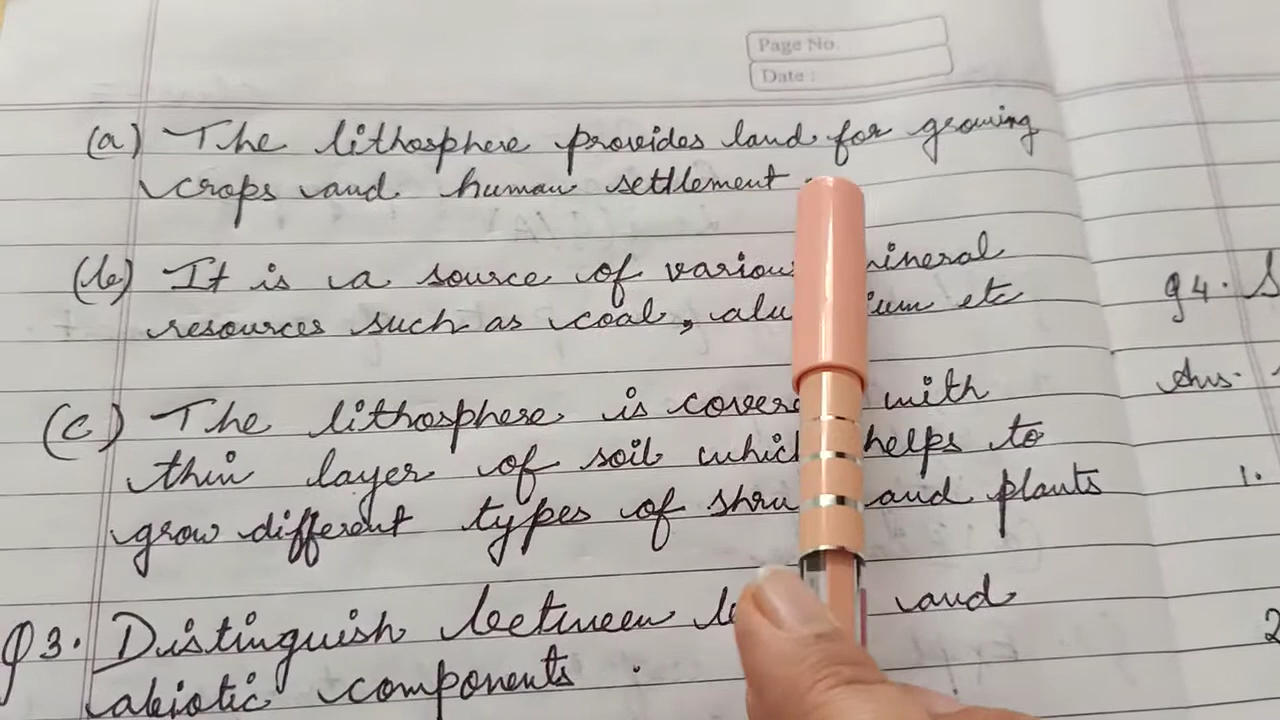 Page No.
Date :
(a) The lithosphere provides land for growing
crops and human settlement.
(b) It is a source of various mineral
resources such as coal, etc
(c) The lithosphere is covered with
thin layer of soil which helps to
grow different types of and plants
Q3. Distinguish between and
abiotic components.
Q4.
Ans.
1.
2